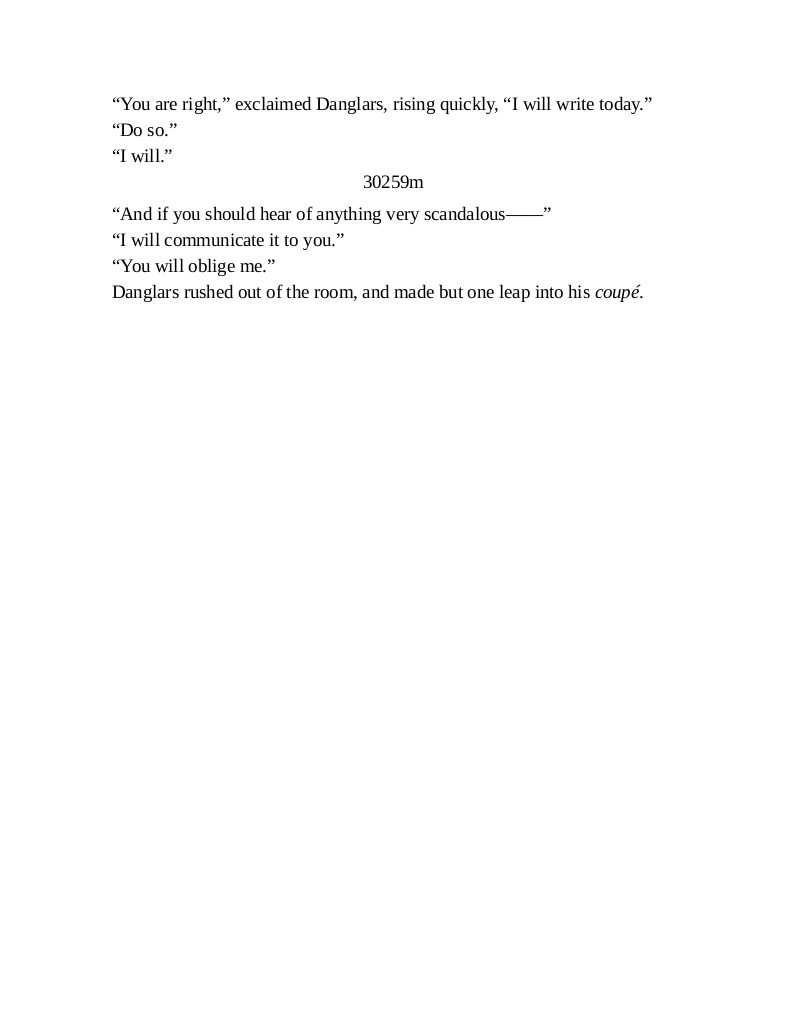 “You are right,” exclaimed Danglars, rising quickly, “I will write today.”
“Do so.”
“I will.”
30259m
“And if you should hear of anything very scandalous——”
“I will communicate it to you.”
“You will oblige me.”
Danglars rushed out of the room, and made but one leap into his coupé.